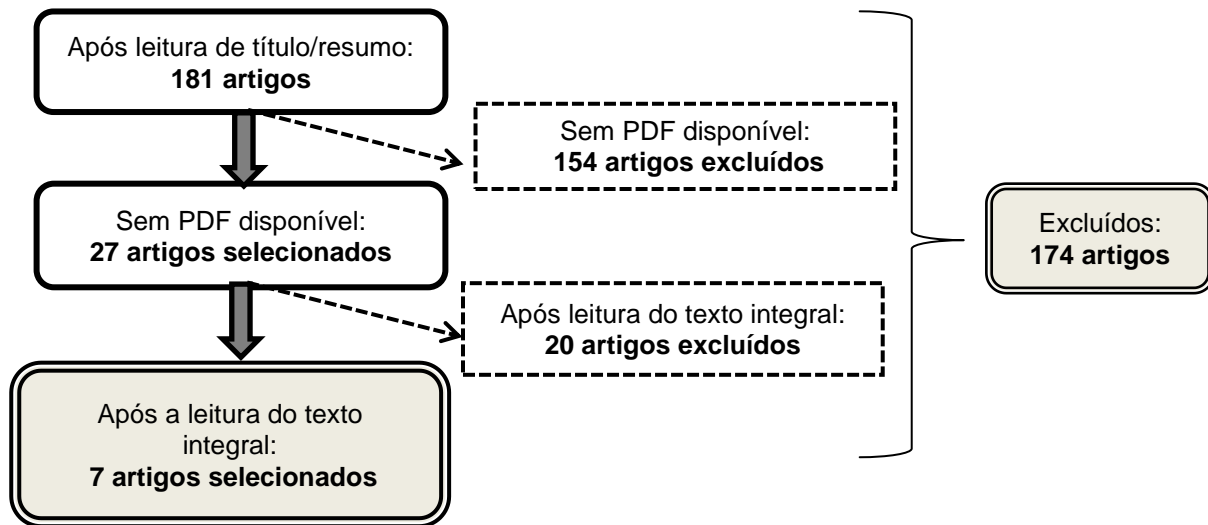 Após leitura de título/resumo:
181 artigos
Sem PDF disponível:
154 artigos excluídos
Sem PDF disponível:
27 artigos selecionados
Após leitura do texto integral:
20 artigos excluídos
Após a leitura do texto
integral:
7 artigos selecionados
Excluídos:
174 artigos